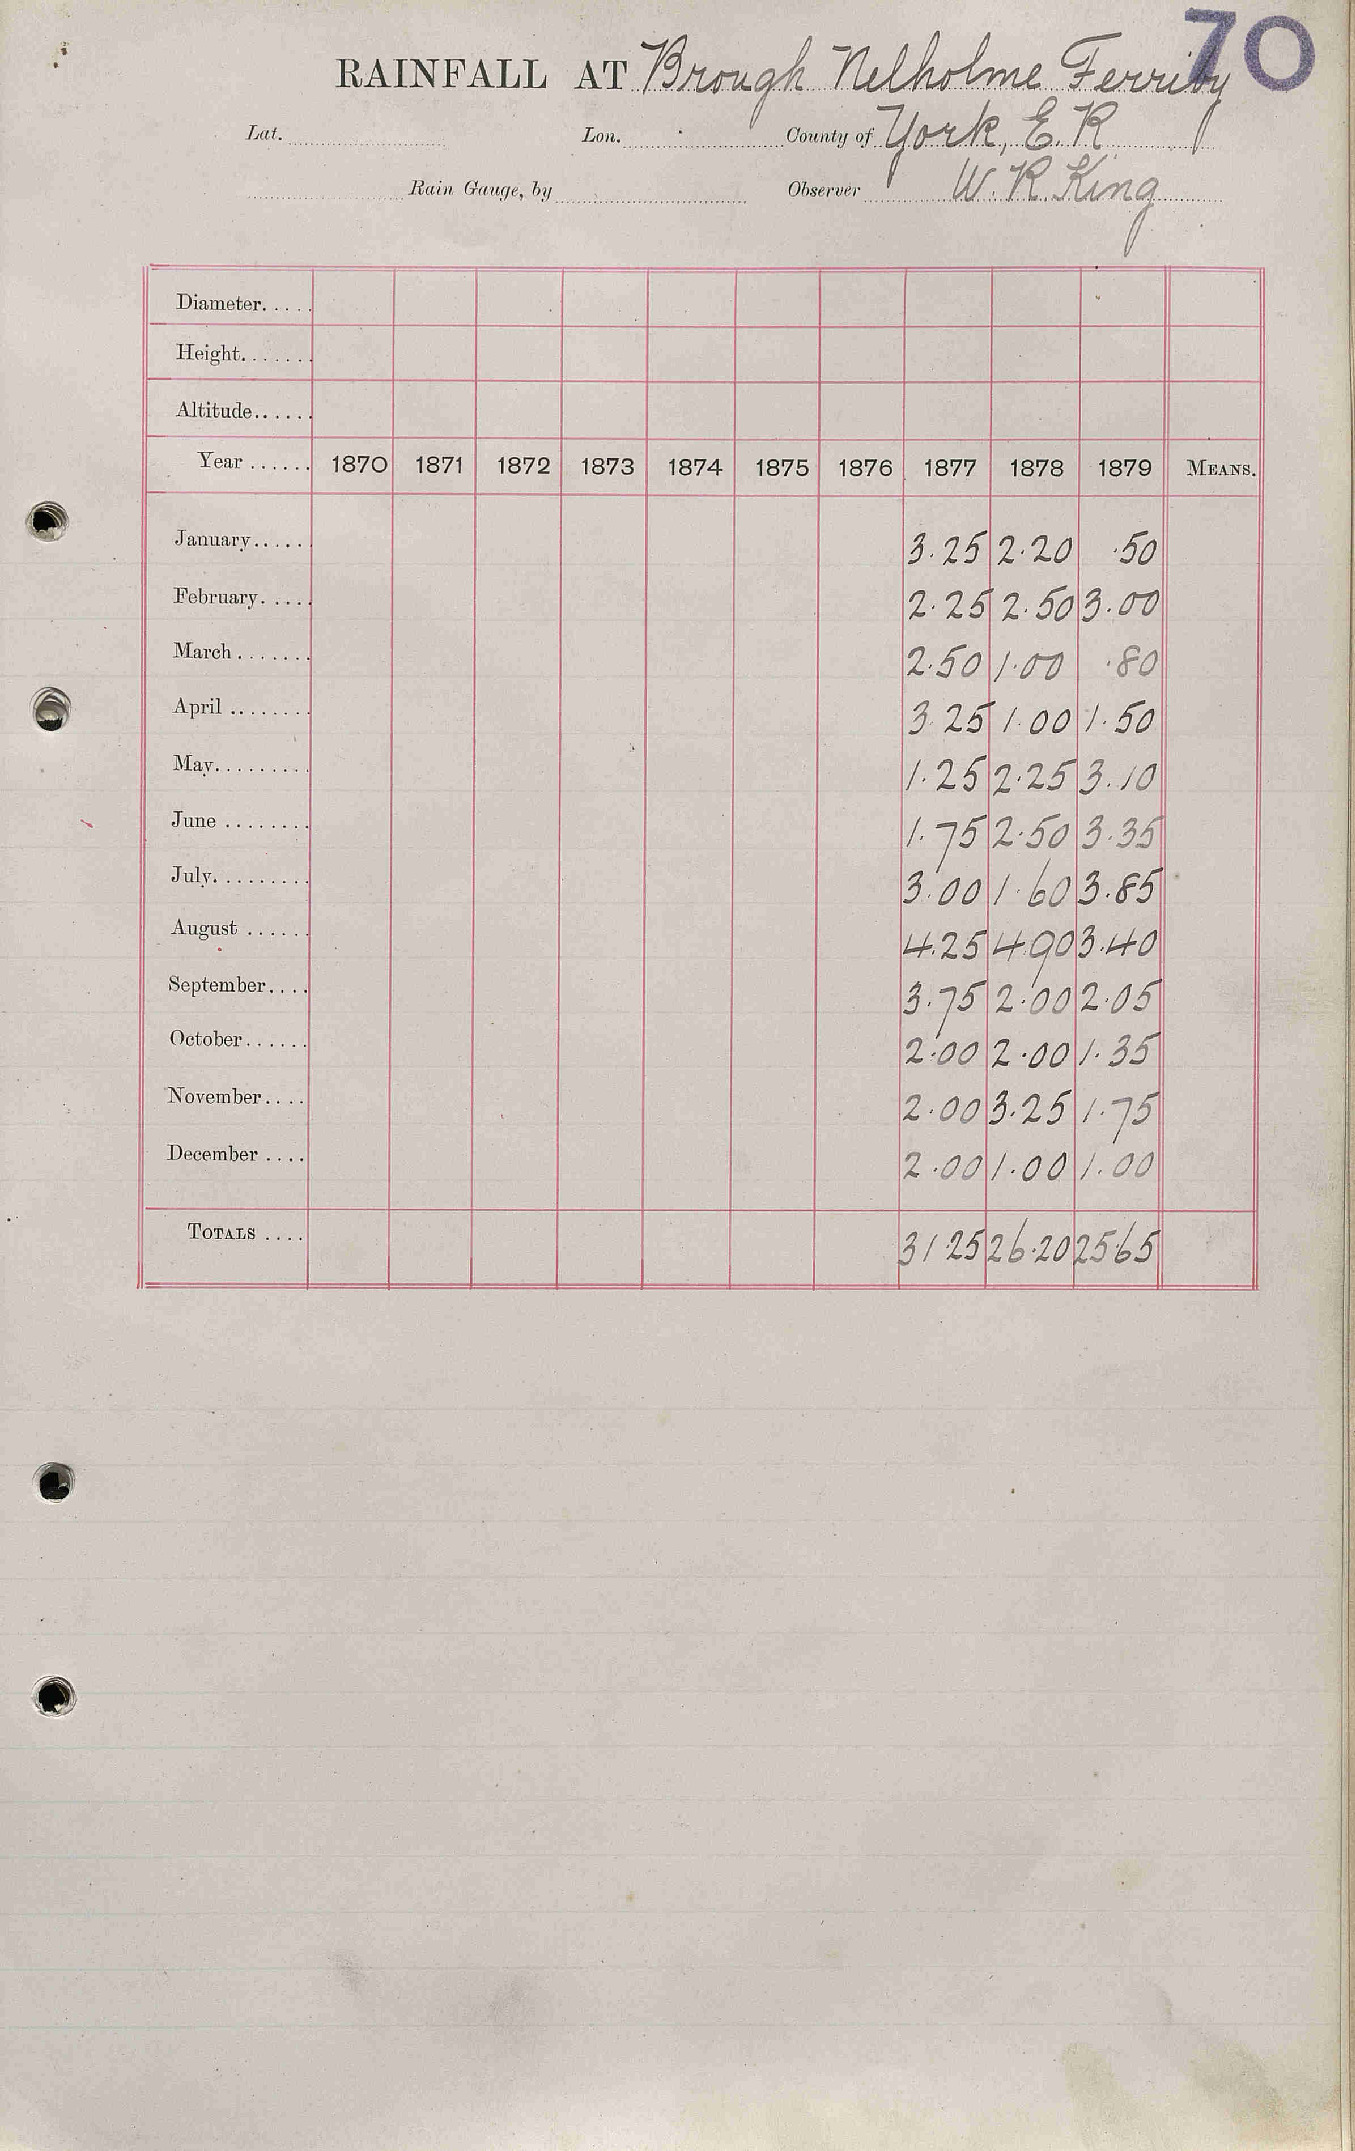 70
RAINFALL AT Brough Nelholme Ferriby
Lat. Lon. County of York, E. R
Rain Gauge, by Observer W. R. King
Diameter.....
Height.......
Altitude......
Year ...... 1870 1871 1872 1873 1874 1875 1876 1877 1878 1879 MEANS.
January...... 3.25 2.20 .50
February..... 2.25 2.50 3.00
March ....... 2.50 1.00 .80
April ........ 3.25 1.00 1.50
May......... 1.25 2.25 3.10
June ........ 1.75 2.50 3.35
July......... 3.00 1.60 3.85
August ...... 4.25 4.90 3.40
September.... 3.75 2.00 2.05
October...... 2.00 2.00 1.35
November.... 2.00 3.25 1.75
December .... 2.00 1.00 1.00
TOTALS .... 31.25 26.20 25.65